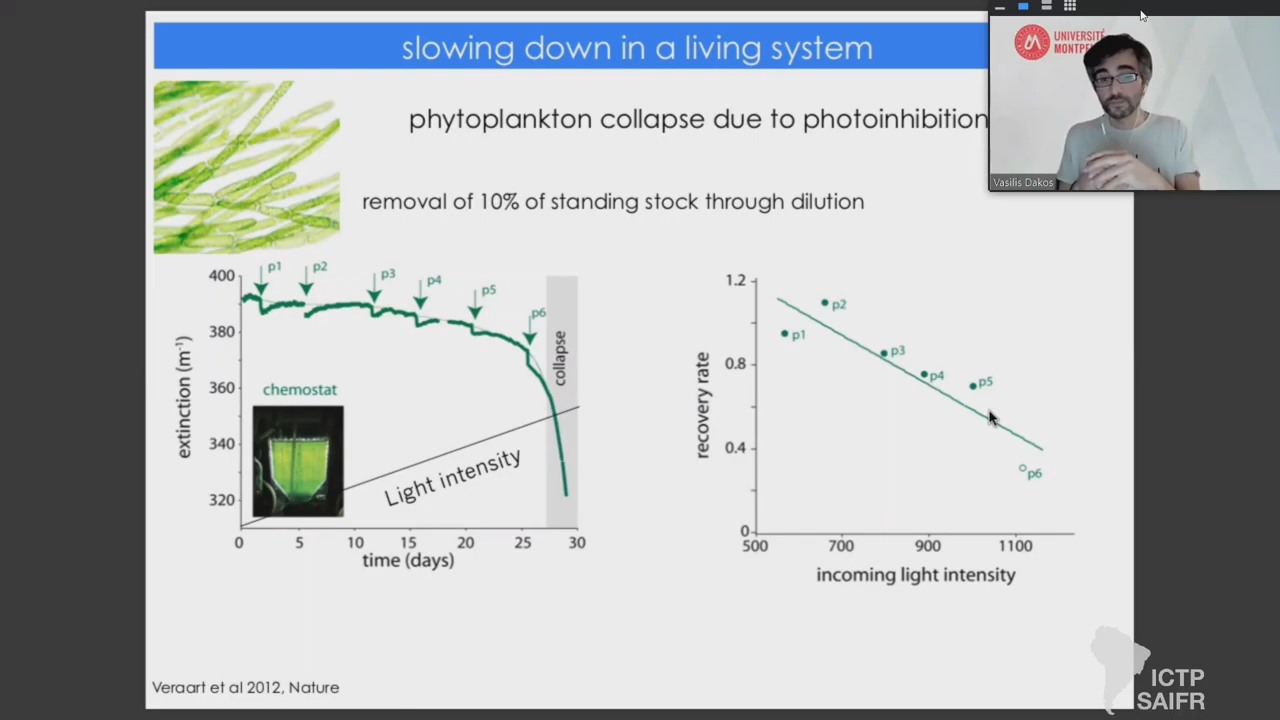 slowing down in a living system
UNIVERSITÉ
Vasilis Dakos
phytoplankton collapse due to photoinhibition
removal of 10% of standing stock through dilution
400
380
360
340
320
extinction (m-1)
p1
p2
p3
p4
p5
p6
collapse
chemostat
Light intensity
0
5
10
15
20
25
30
time (days)
1.2
0.8
0.4
0
recovery rate
p1
p2
p3
p4
p5
p6
500
700
900
1100
incoming light intensity
Veraart et al 2012, Nature
ICTP
SAIFR